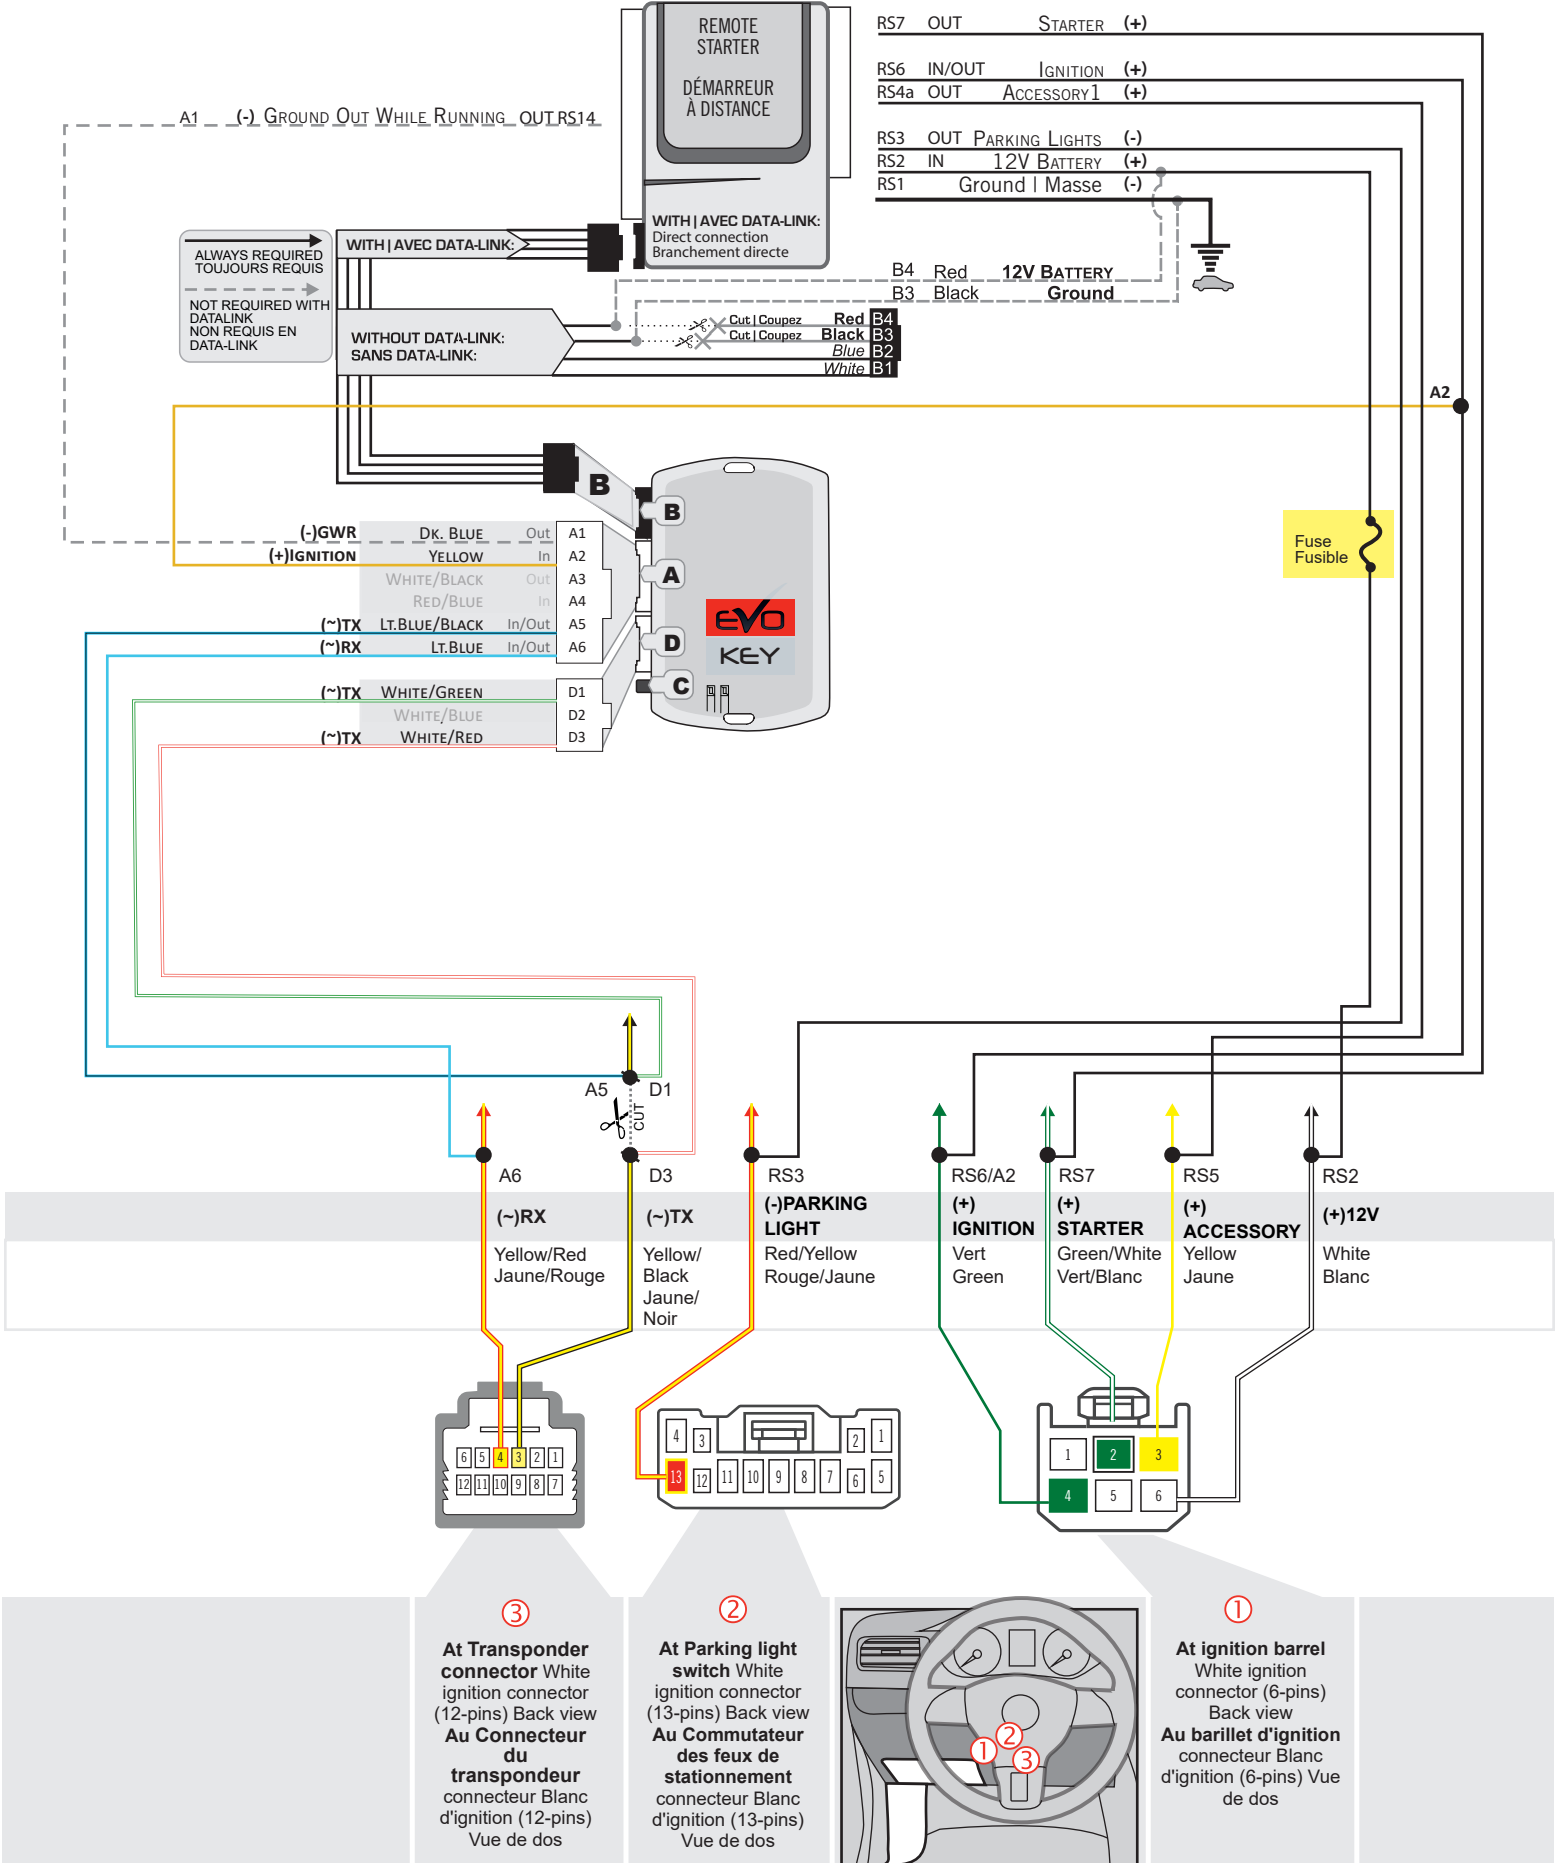 REMOTE
STARTER
DÉMARREUR
À DISTANCE
WITH | AVEC DATA-LINK:
Direct connection
Branchement directe
RS7 OUT STARTER (+)
RS6 IN/OUT IGNITION (+)
RS4a OUT ACCESSORY1 (+)
RS3 OUT PARKING LIGHTS (-)
RS2 IN 12V BATTERY (+)
RS1 Ground | Masse (-)
A1 (-) GROUND OUT WHILE RUNNING OUT RS14
ALWAYS REQUIRED
TOUJOURS REQUIS
NOT REQUIRED WITH
DATALINK
NON REQUIS EN
DATA-LINK
WITH | AVEC DATA-LINK:
WITHOUT DATA-LINK:
SANS DATA-LINK:
B4 Red 12V BATTERY
B3 Black Ground
Cut | Coupez Red B4
Cut | Coupez Black B3
Blue B2
White B1
A2
B
B
A
D
C
EVO
KEY
Fuse
Fusible
(-)GWR DK. BLUE Out A1
(+)IGNITION YELLOW In A2
WHITE/BLACK Out A3
RED/BLUE In A4
(~)TX LT.BLUE/BLACK In/Out A5
(~)RX LT.BLUE In/Out A6
(~)TX WHITE/GREEN D1
WHITE/BLUE D2
(~)TX WHITE/RED D3
A5 D1
CUT
A6 D3 RS3 RS6/A2 RS7 RS5 RS2
(~)RX
Yellow/Red
Jaune/Rouge
(~)TX
Yellow/
Black
Jaune/
Noir
(-)PARKING
LIGHT
Red/Yellow
Rouge/Jaune
(+)
IGNITION
Vert
Green
(+)
STARTER
Green/White
Vert/Blanc
(+)
ACCESSORY
Yellow
Jaune
(+)12V
White
Blanc
6 5 4 3 2 1
12 11 10 9 8 7
4 3 2 1
13 12 11 10 9 8 7 6 5
1 2 3
4 5 6
3
At Transponder
connector White
ignition connector
(12-pins) Back view
Au Connecteur
du
transpondeur
connecteur Blanc
d'ignition (12-pins)
Vue de dos
2
At Parking light
switch White
ignition connector
(13-pins) Back view
Au Commutateur
des feux de
stationnement
connecteur Blanc
d'ignition (13-pins)
Vue de dos
2
1
3
1
At ignition barrel
White ignition
connector (6-pins)
Back view
Au barillet d'ignition
connecteur Blanc
d'ignition (6-pins) Vue
de dos